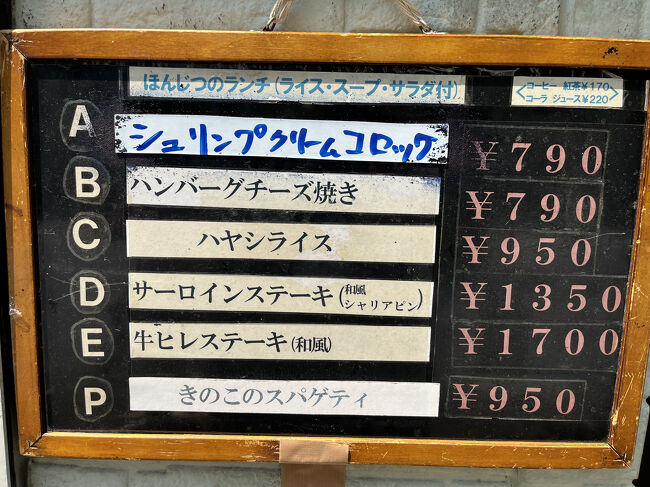 ほんじつのランチ(ライス・スープ・サラダ付)
<コーヒー 紅茶¥170>
<コーラ ジュース¥220>
A シュリンプクリームコロッケ ¥790
B ハンバーグチーズ焼き ¥790
C ハヤシライス ¥950
D サーロインステーキ(和風 シャリアピン) ¥1350
E 牛ヒレステーキ(和風) ¥1700
P きのこのスパゲティ ¥950